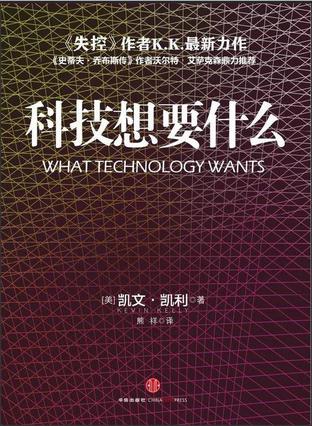 《失控》作者K.K.最新力作
《史蒂夫·乔布斯传》作者沃尔特·艾萨克森鼎力推荐
科技想要什么
WHAT TECHNOLOGY WANTS
[美]凯文·凯利◎著
KEVIN KELLY
熊 祥◎译
中信出版社·CHINA CITIC PRESS